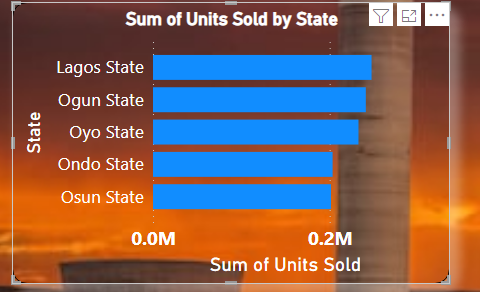 Sum of Units Sold by State
State
Lagos State
Ogun State
Oyo State
Ondo State
Osun State
0.0M 0.2M
Sum of Units Sold